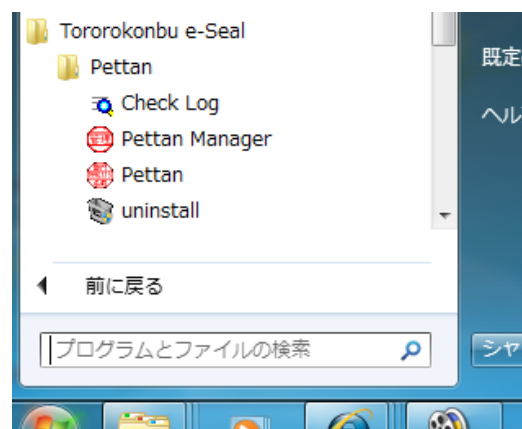 Tororokonbu e-Seal
Pettan
Check Log
Pettan Manager
Pettan
uninstall
前に戻る
プログラムとファイルの検索
既定
ヘル
シャ